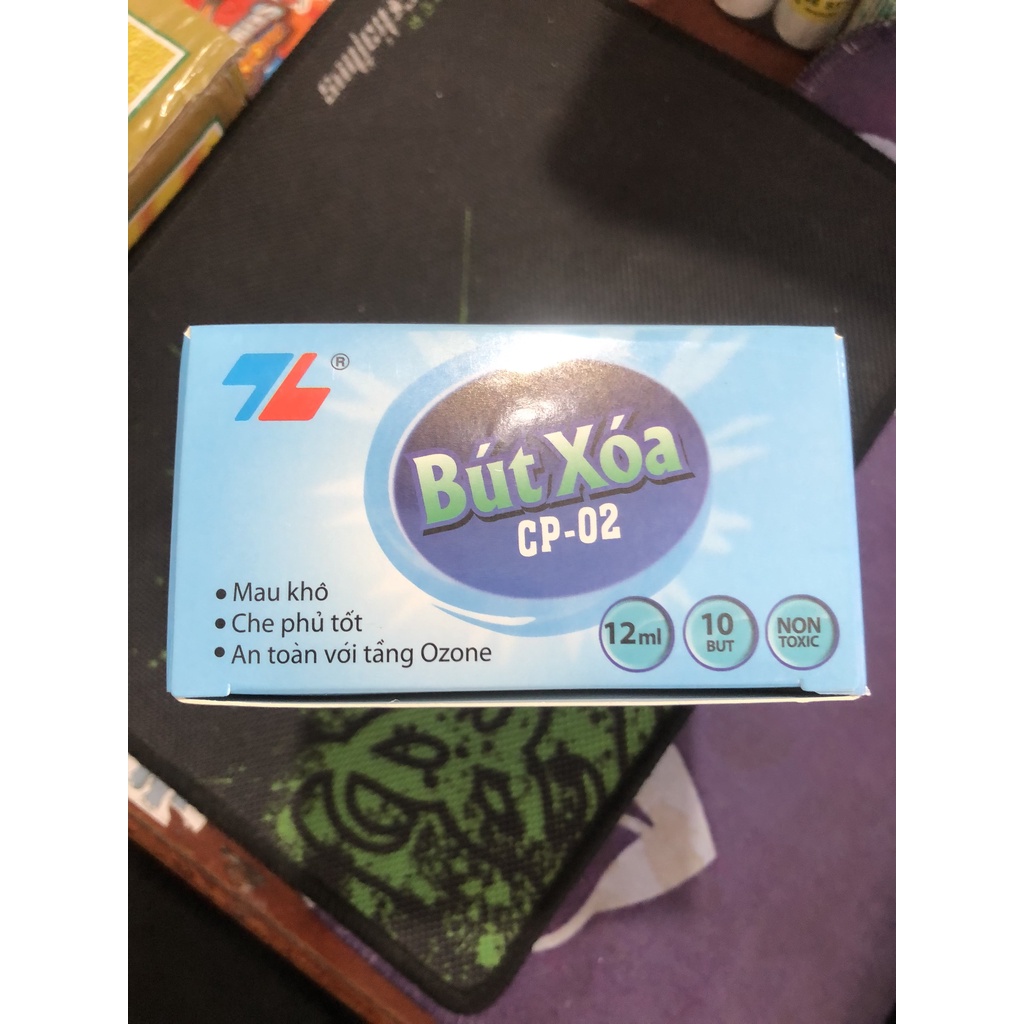 TL ®
Bút Xóa
CP-02
• Mau khô
• Che phủ tốt
• An toàn với tầng Ozone
12ml
10
BUT
NON
TOXIC